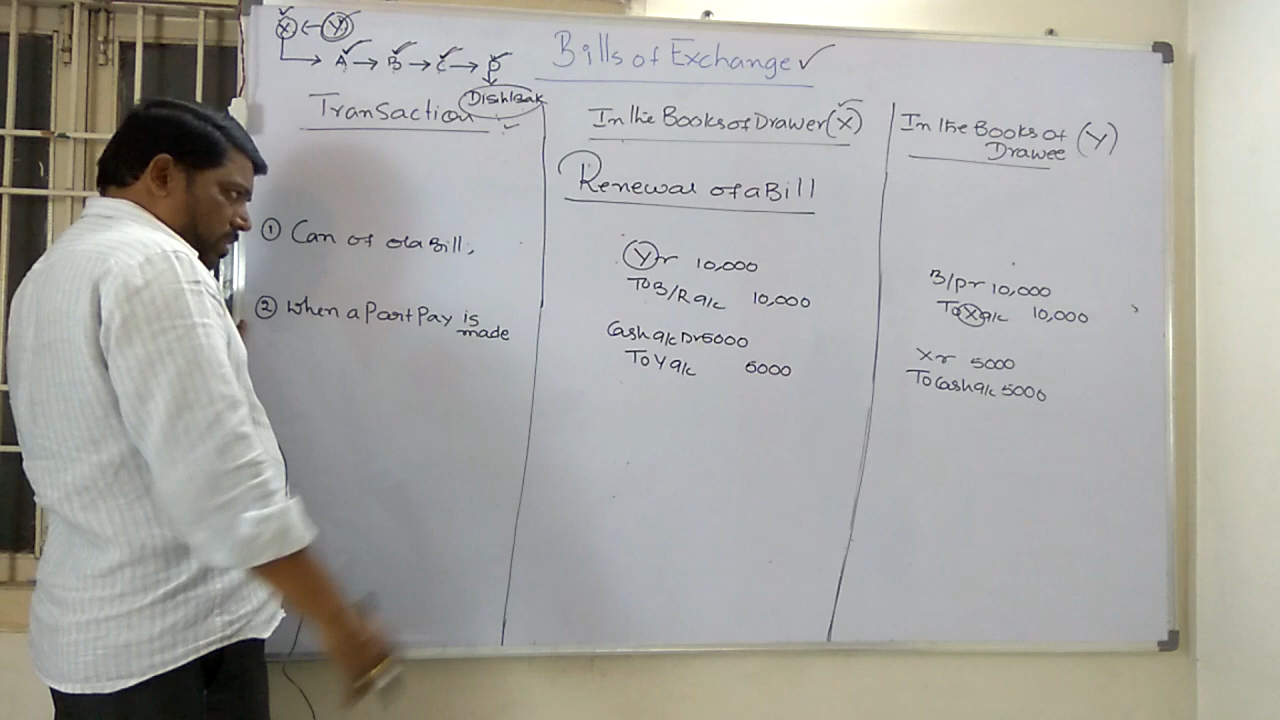 X ← Y
→ A → B → C → D
Bills of Exchange ✓
Dishbak
Transaction
In the Books of Drawer (X)
In the Books of Drawee (Y)
Renewal of a Bill
① Can of old Bill,
Y Dr 10,000
To B/R a/c 10,000
B/P Dr 10,000
To X a/c 10,000
② When a Part Pay is made
Cash a/c Dr 5000
To Y a/c 5000
X Dr 5000
To Cash a/c 5000